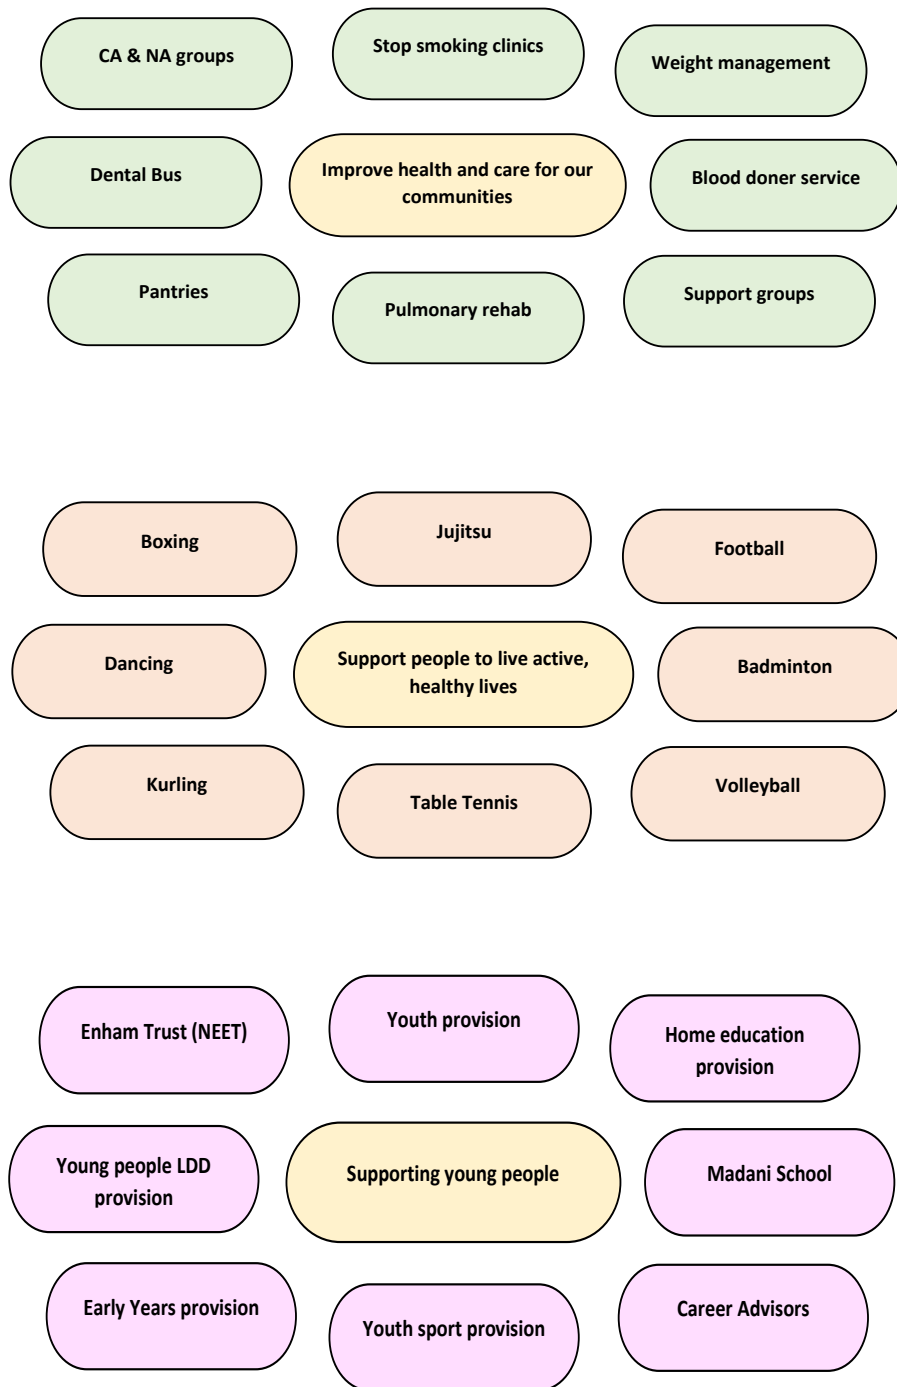 CA & NA groups
Stop smoking clinics
Weight management
Dental Bus
Improve health and care for our
communities
Blood doner service
Pantries
Pulmonary rehab
Support groups
Boxing
Jujitsu
Football
Dancing
Support people to live active,
healthy lives
Badminton
Kurling
Table Tennis
Volleyball
Enham Trust (NEET)
Youth provision
Home education
provision
Young people LDD
provision
Supporting young people
Madani School
Early Years provision
Youth sport provision
Career Advisors